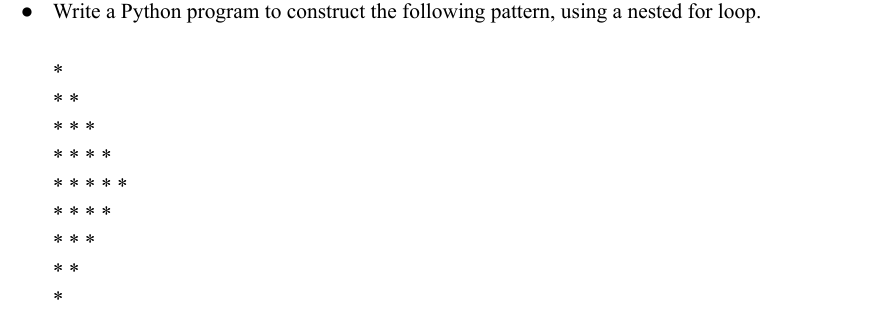 ● Write a Python program to construct the following pattern, using a nested for loop.
*
* *
* * *
* * * *
* * * * *
* * * *
* * *
* *
*